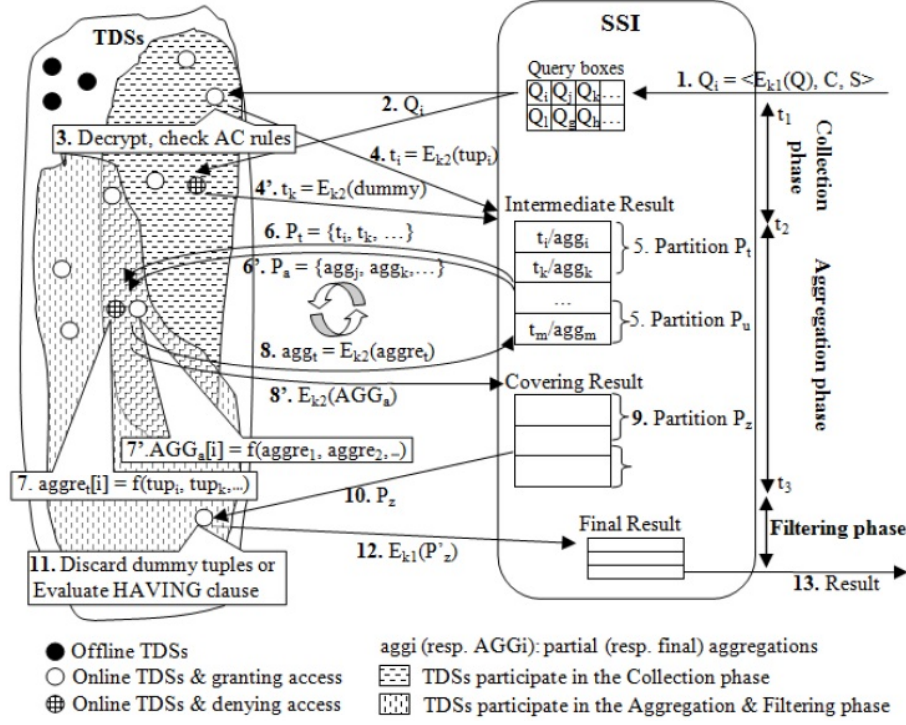 TDSs
SSI
Query boxes
1. Qi = <Ek1(Q), C, S>
Qi Qj Qk ...
Ql Qg Qh ...
2. Qi
t1
3. Decrypt, check AC rules
4. ti = Ek2(tupi)
Collection phase
4'. tk = Ek2(dummy)
Intermediate Result
t2
6. Pt = {ti, tk, …}
ti/aggi
5. Partition Pt
6'. Pa = {aggj, aggk,…}
tk/aggk
...
Aggregation phase
tm/aggm
5. Partition Pu
8. aggt = Ek2(aggret)
Covering Result
8'. Ek2(AGGa)
9. Partition Pz
7'.AGGa[i] = f(aggre1, aggre2,..)
7. aggret[i] = f(tupi, tupk,...)
10. Pz
t3
Final Result
Filtering phase
12. Ek1(P'z)
11. Discard dummy tuples or
Evaluate HAVING clause
13. Result
Offline TDSs
aggi (resp. AGGi): partial (resp. final) aggregations
Online TDSs & granting access
TDSs participate in the Collection phase
Online TDSs & denying access
TDSs participate in the Aggregation & Filtering phase